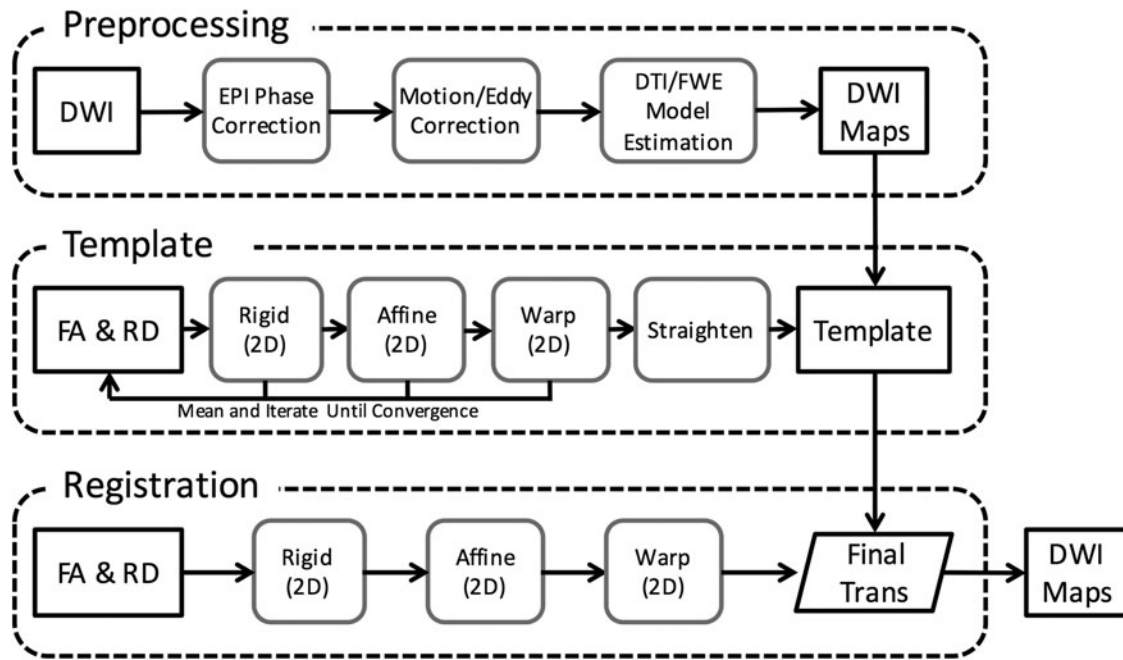 Preprocessing
DWI
EPI Phase
Correction
Motion/Eddy
Correction
DTI/FWE
Model
Estimation
DWI
Maps
Template
FA & RD
Rigid
(2D)
Affine
(2D)
Warp
(2D)
Straighten
Template
Mean and Iterate Until Convergence
Registration
FA & RD
Rigid
(2D)
Affine
(2D)
Warp
(2D)
Final
Trans
DWI
Maps